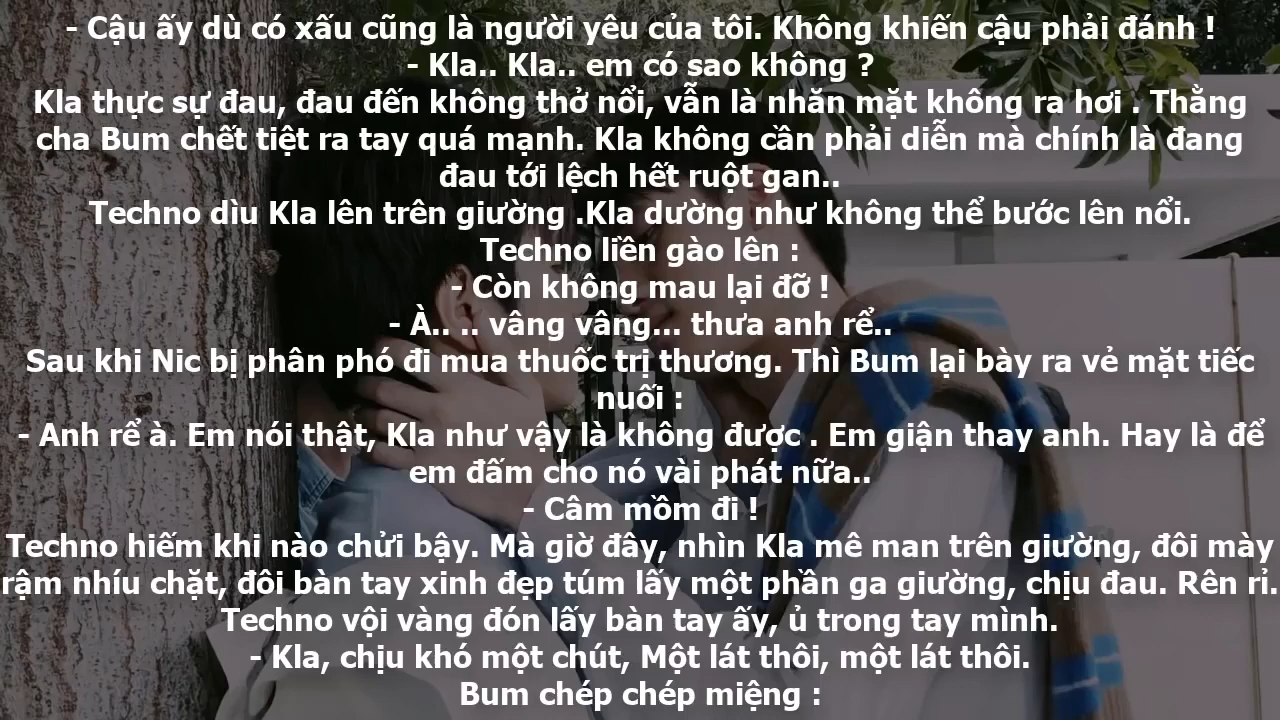 - Cậu ấy dù có xấu cũng là người yêu của tôi. Không khiến cậu phải đánh !
- Kla.. Kla.. em có sao không ?
Kla thực sự đau, đau đến không thở nổi, vẫn là nhăn mặt không ra hơi . Thằng
cha Bum chết tiệt ra tay quá mạnh. Kla không cần phải diễn mà chính là đang
đau tới lệch hết ruột gan..
Techno dìu Kla lên trên giường .Kla dường như không thể bước lên nổi.
Techno liền gào lên :
- Còn không mau lại đỡ !
- À.. .. vâng vâng... thưa anh rể..
Sau khi Nic bị phân phó đi mua thuốc trị thương. Thì Bum lại bày ra vẻ mặt tiếc
nuối :
- Anh rể à. Em nói thật, Kla như vậy là không được . Em giận thay anh. Hay là để
em đấm cho nó vài phát nữa..
- Câm mồm đi !
Techno hiếm khi nào chửi bậy. Mà giờ đây, nhìn Kla mê man trên giường, đôi mày
rậm nhíu chặt, đôi bàn tay xinh đẹp túm lấy một phần ga giường, chịu đau. Rên rỉ.
Techno vội vàng đón lấy bàn tay ấy, ủ trong tay mình.
- Kla, chịu khó một chút, Một lát thôi, một lát thôi.
Bum chép chép miệng :